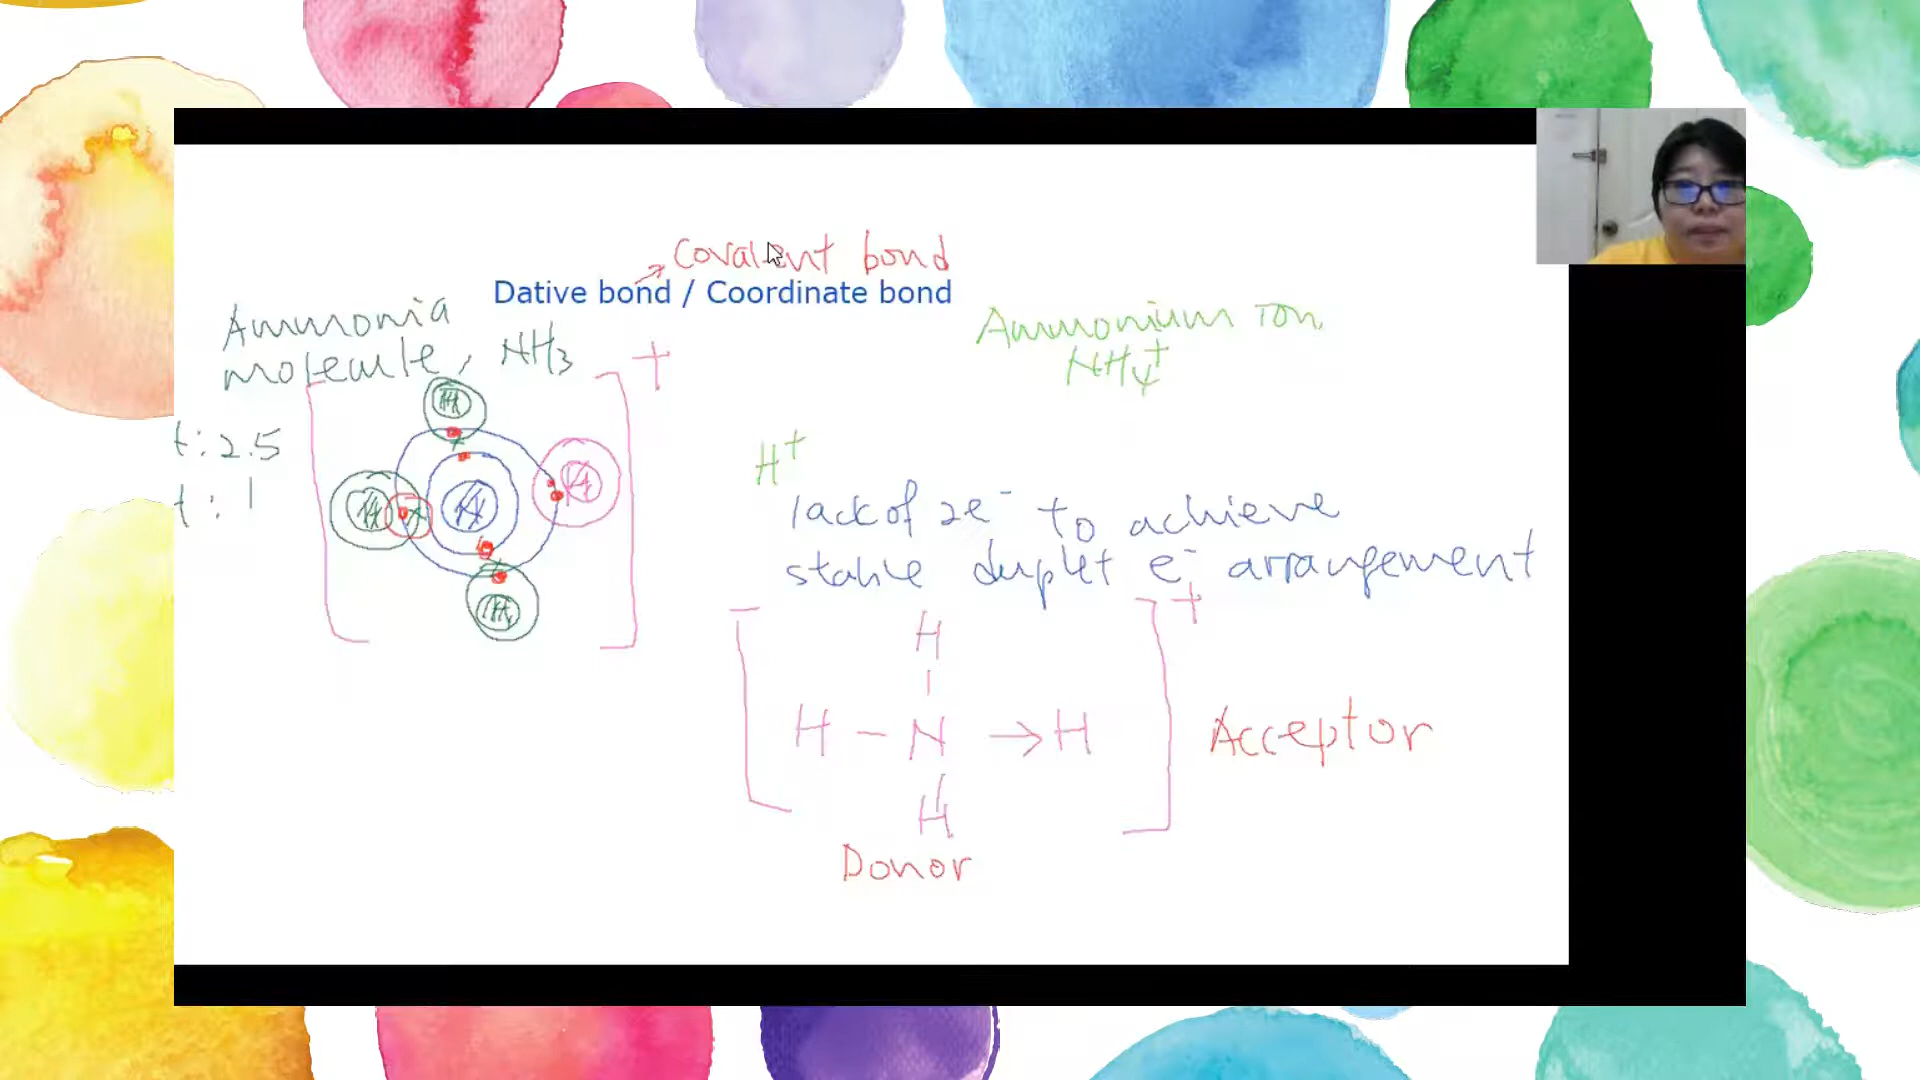 Covalent bond
Dative bond / Coordinate bond
Ammonia
molecule, NH3
+
Ammonium Ion,
NH4+
t: 2.5
t: 1
H
H
N
H
H
H+
lack of 2e- to achieve
stable duplet e- arrangement
+
H
H - N → H
H
Acceptor
Donor